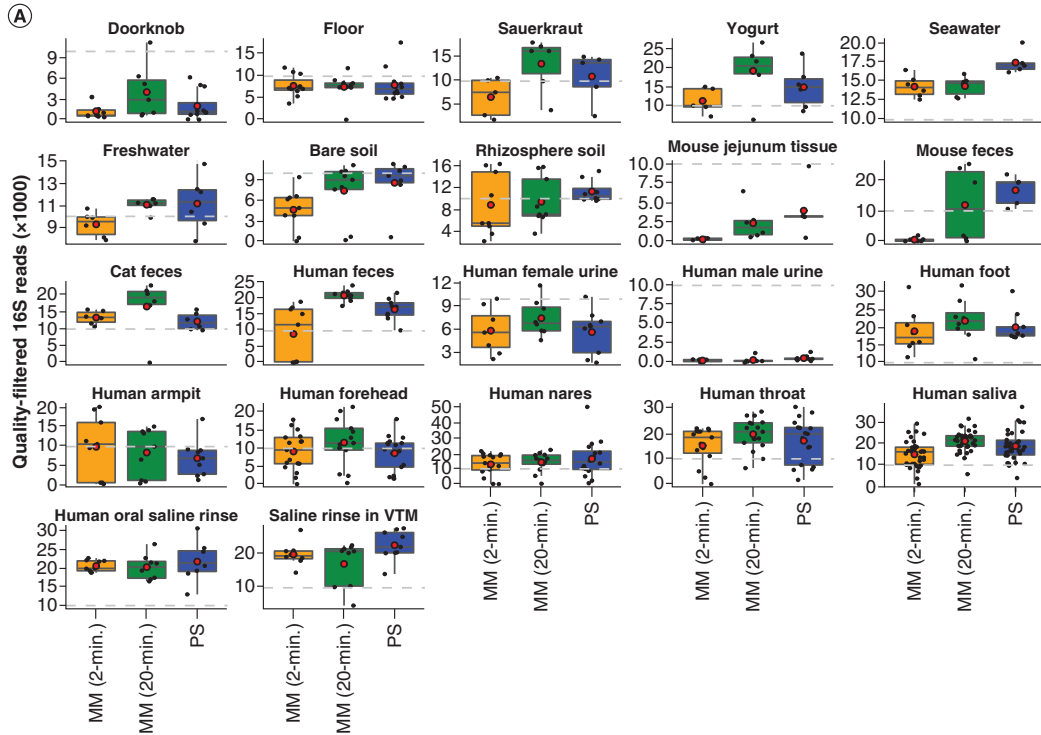 A
Quality-filtered 16S reads (×1000)
Doorknob Floor Sauerkraut Yogurt Seawater
9 6 3 0
15 10 5 0
15 10 5
25 20 15 10 5
20.0 17.5 15.0 12.5 10.0
Freshwater Bare soil Rhizosphere soil Mouse jejunum tissue Mouse feces
15 13 11 9
10 5 0
16 12 8 4
10.0 7.5 5.0 2.5 0.0
20 10 0
Cat feces Human feces Human female urine Human male urine Human foot
20 15 10 0
25 20 15 10 5 0
12 9 6 3
10.0 7.5 5.0 2.5 0.0
30 25 20 15 10
Human armpit Human forehead Human nares Human throat Human saliva
20 15 10 5 0
20 15 10 5 0
50 40 30 20 10 0
30 20 10 0
40 30 20 10 0
Human oral saline rinse Saline rinse in VTM
30 25 20 15 10
30 20 10
MM (2-min.) MM (20-min.) PS
MM (2-min.) MM (20-min.) PS
MM (2-min.) MM (20-min.) PS
MM (2-min.) MM (20-min.) PS
MM (2-min.) MM (20-min.) PS